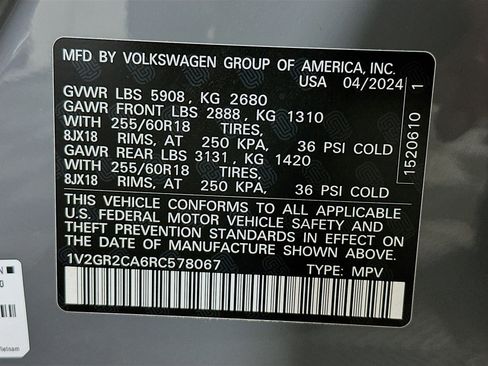 MFD BY VOLKSWAGEN GROUP OF AMERICA, INC.
USA 04/2024
GVWR LBS 5908, KG 2680
GAWR FRONT LBS 2888, KG 1310
WITH 255/60R18 TIRES,
8JX18 RIMS, AT 250 KPA, 36 PSI COLD
GAWR REAR LBS 3131, KG 1420
WITH 255/60R18 TIRES,
8JX18 RIMS, AT 250 KPA, 36 PSI COLD
THIS VEHICLE CONFORMS TO ALL APPLICABLE
U.S. FEDERAL MOTOR VEHICLE SAFETY AND
THEFT PREVENTION STANDARDS IN EFFECT ON
THE DATE OF MANUFACTURE SHOWN ABOVE.
1V2GR2CA6RC578067 TYPE: MPV
1520610 1
Vietnam